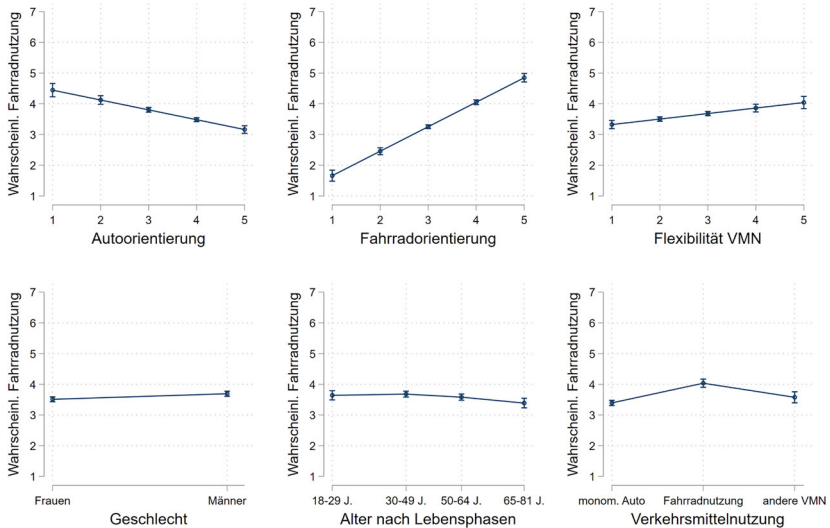 Wahrscheinl. Fahrradnutzung
7
6
5
4
3
2
1
1 2 3 4 5
Autoorientierung
Wahrscheinl. Fahrradnutzung
7
6
5
4
3
2
1
1 2 3 4 5
Fahrradorientierung
Wahrscheinl. Fahrradnutzung
7
6
5
4
3
2
1
1 2 3 4 5
Flexibilität VMN
Wahrscheinl. Fahrradnutzung
7
6
5
4
3
2
1
Frauen Männer
Geschlecht
Wahrscheinl. Fahrradnutzung
7
6
5
4
3
2
1
18-29 J. 30-49 J. 50-64 J. 65-81 J.
Alter nach Lebensphasen
Wahrscheinl. Fahrradnutzung
7
6
5
4
3
2
1
monom. Auto Fahrradnutzung andere VMN
Verkehrsmittelnutzung